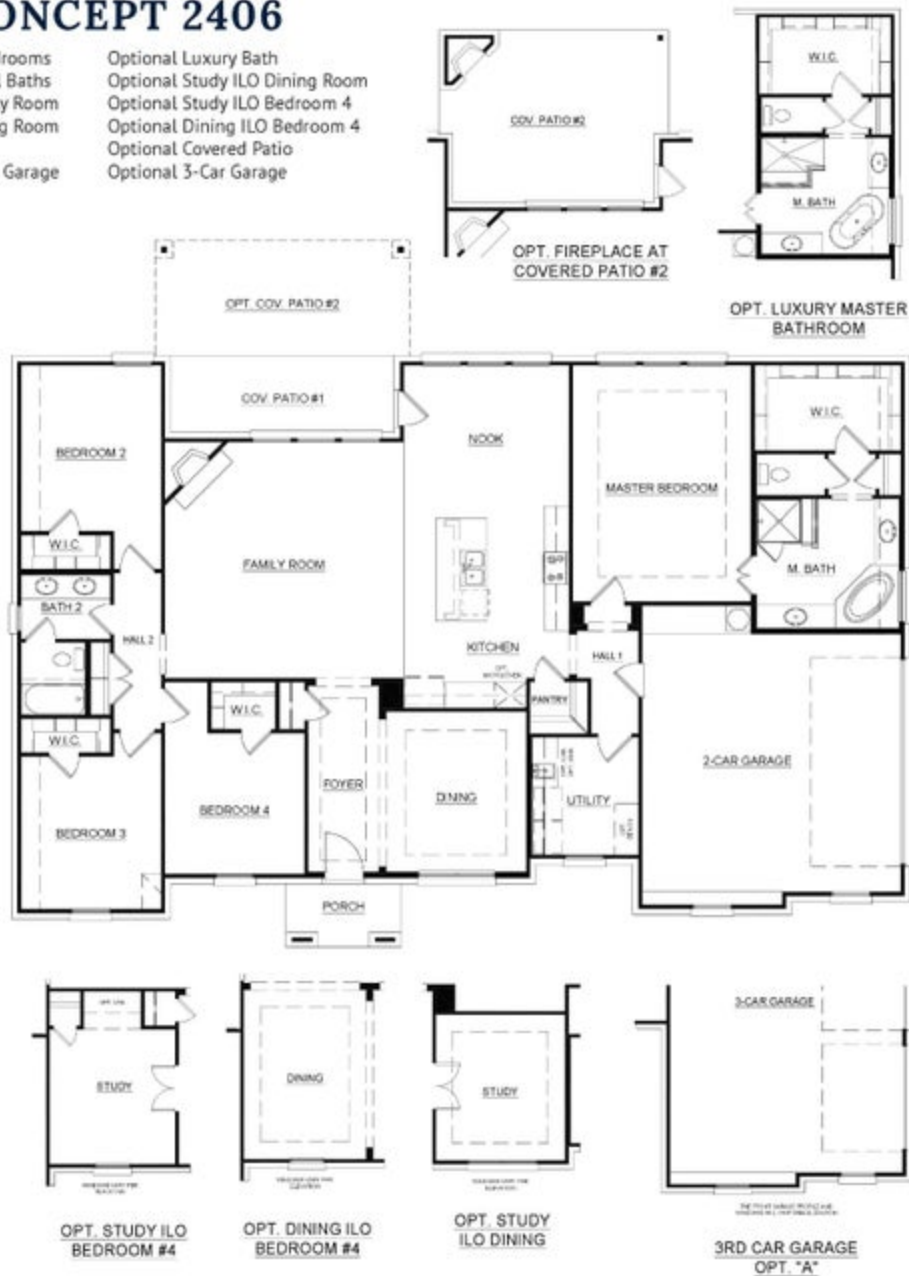 ONCEPT 2406
drooms
Optional Luxury Bath
l Baths
Optional Study ILO Dining Room
y Room
Optional Study ILO Bedroom 4
g Room
Optional Dining ILO Bedroom 4
Optional Covered Patio
Garage
Optional 3-Car Garage
COV. PATIO #2
OPT. FIREPLACE AT
COVERED PATIO #2
W.I.C.
M. BATH
OPT. LUXURY MASTER
BATHROOM
OPT. COV. PATIO #2
COV. PATIO #1
BEDROOM 2
NOOK
W.I.C.
MASTER BEDROOM
W.I.C.
FAMILY ROOM
M. BATH
BATH 2
HALL 2
KITCHEN
HALL 1
OPT.
W.I.C.
PANTRY
W.I.C.
2-CAR GARAGE
FOYER
DINING
UTILITY
BEDROOM 4
BEDROOM 3
PORCH
STUDY
OPT. STUDY ILO
BEDROOM #4
DINING
OPT. DINING ILO
BEDROOM #4
STUDY
OPT. STUDY
ILO DINING
3-CAR GARAGE
3RD CAR GARAGE
OPT. "A"